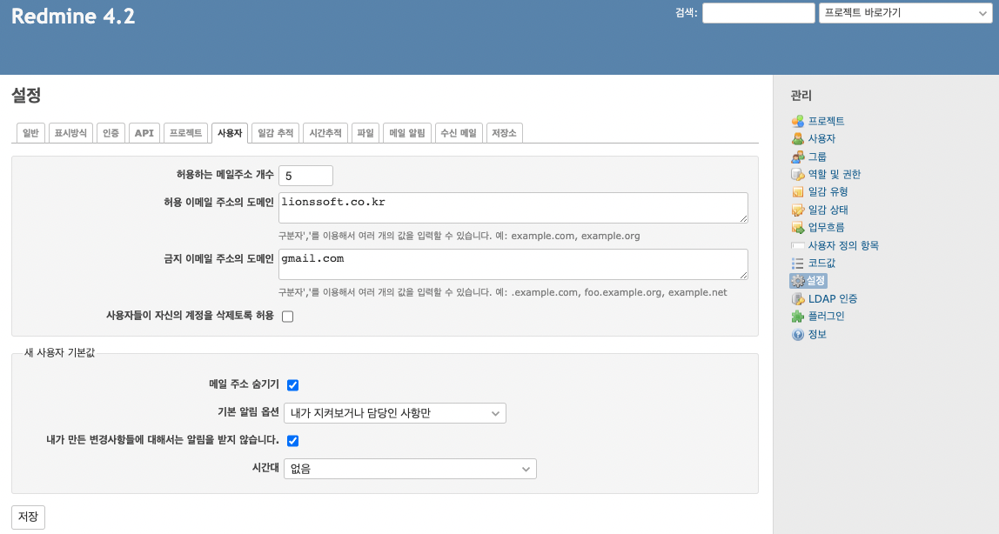 Redmine 4.2
검색:
프로젝트 바로가기
설정
일반 표시방식 인증 API 프로젝트 사용자 일감 추적 시간추적 파일 메일 알림 수신 메일 저장소
허용하는 메일주소 개수 5
허용 이메일 주소의 도메인 lionssoft.co.kr
구분자','를 이용해서 여러 개의 값을 입력할 수 있습니다. 예: example.com, example.org
금지 이메일 주소의 도메인 gmail.com
구분자','를 이용해서 여러 개의 값을 입력할 수 있습니다. 예: .example.com, foo.example.org, example.net
사용자들이 자신의 계정을 삭제토록 허용
새 사용자 기본값
메일 주소 숨기기
기본 알림 옵션 내가 지켜보거나 담당인 사항만
내가 만든 변경사항들에 대해서는 알림을 받지 않습니다.
시간대 없음
저장
관리
프로젝트
사용자
그룹
역할 및 권한
일감 유형
일감 상태
업무흐름
사용자 정의 항목
코드값
설정
LDAP 인증
플러그인
정보